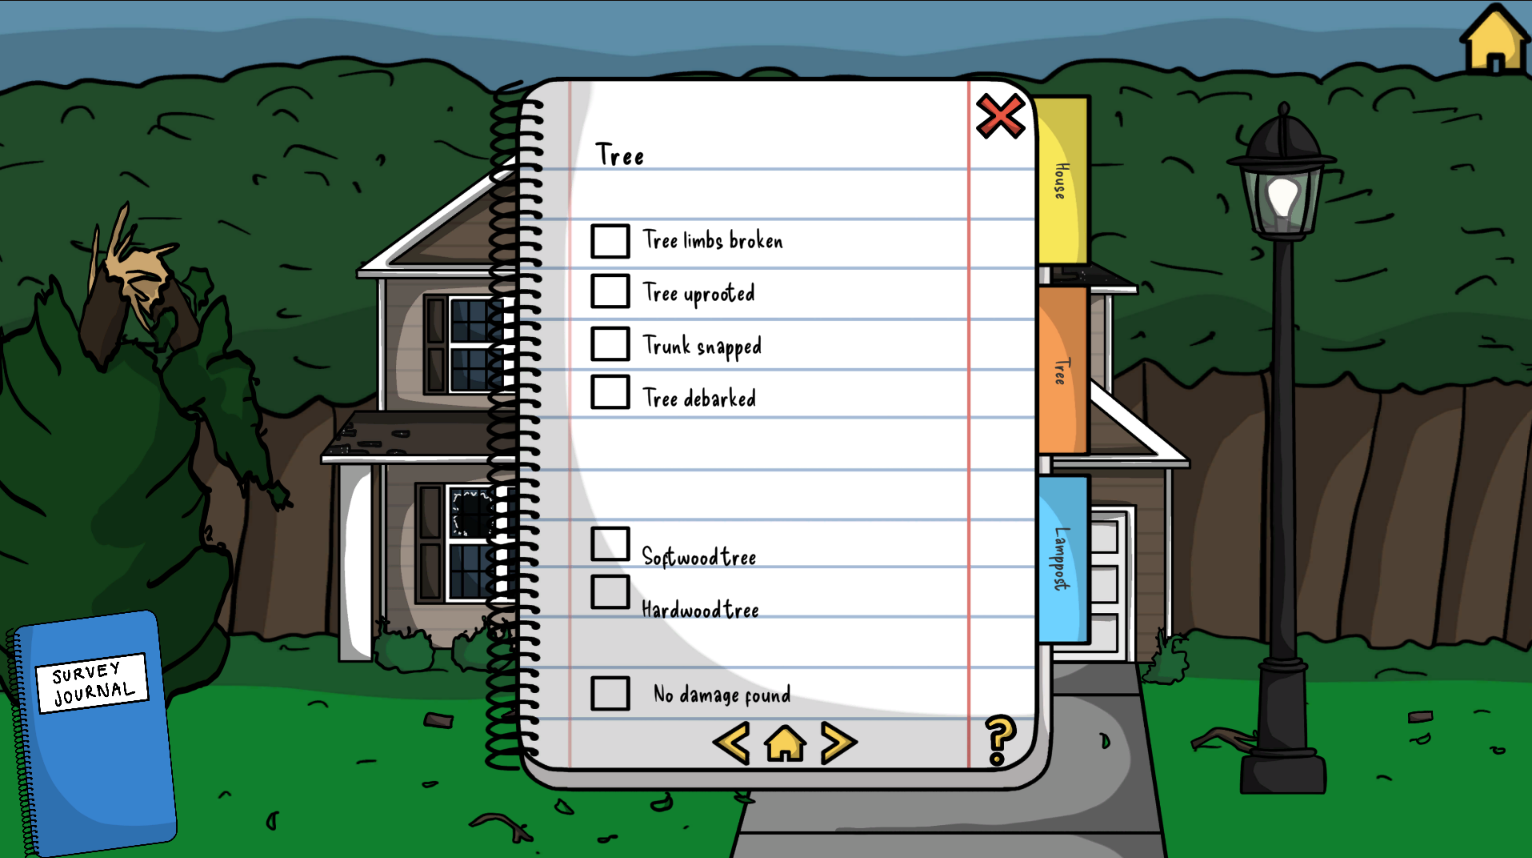 Tree
Tree limbs broken
Tree uprooted
Trunk snapped
Tree debarked
Softwood tree
Hardwood tree
No damage found
?
House
Tree
Lamppost
SURVEY
JOURNAL